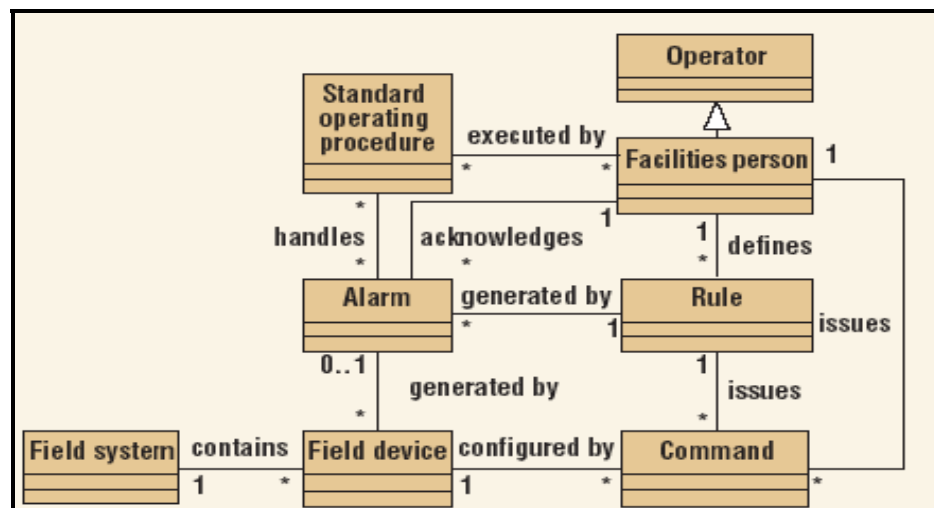 Operator
Standard
operating
procedure
executed by
* *
Facilities person
1
*
handles
*
acknowledges
*
1
1
*
defines
Alarm
generated by
* 1
Rule
issues
0..1
generated by
*
1
issues
*
Field system
contains
1 *
Field device
configured by
1 *
Command
*